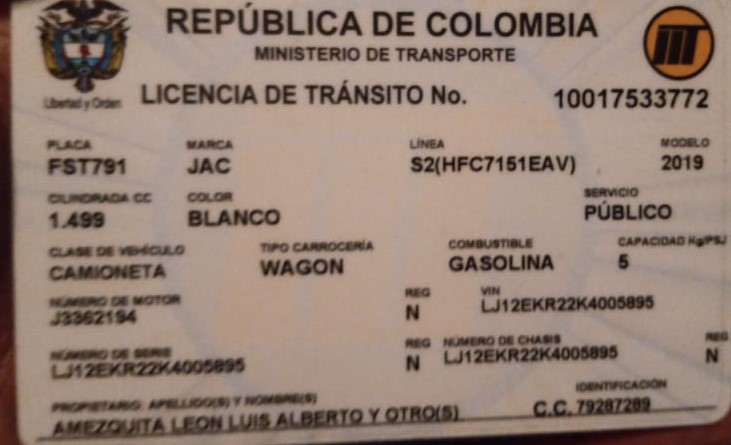 REPÚBLICA DE COLOMBIA
MINISTERIO DE TRANSPORTE
Libertad y Orden
LICENCIA DE TRÁNSITO No. 10017533772
PLACA MARCA LÍNEA MODELO
FST791 JAC S2(HFC7151EAV) 2019
CILINDRADA CC COLOR SERVICIO
1.499 BLANCO PÚBLICO
CLASE DE VEHÍCULO TIPO CARROCERÍA COMBUSTIBLE CAPACIDAD Kg/PSJ
CAMIONETA WAGON GASOLINA 5
NÚMERO DE MOTOR REG VIN
J3362194 N LJ12EKR22K4005895
NÚMERO DE SERIE REG NÚMERO DE CHASIS REG
LJ12EKR22K4005895 N LJ12EKR22K4005895 N
PROPIETARIO: APELLIDO(S) Y NOMBRE(S) IDENTIFICACIÓN
AMEZQUITA LEON LUIS ALBERTO Y OTRO(S) C.C. 79287289